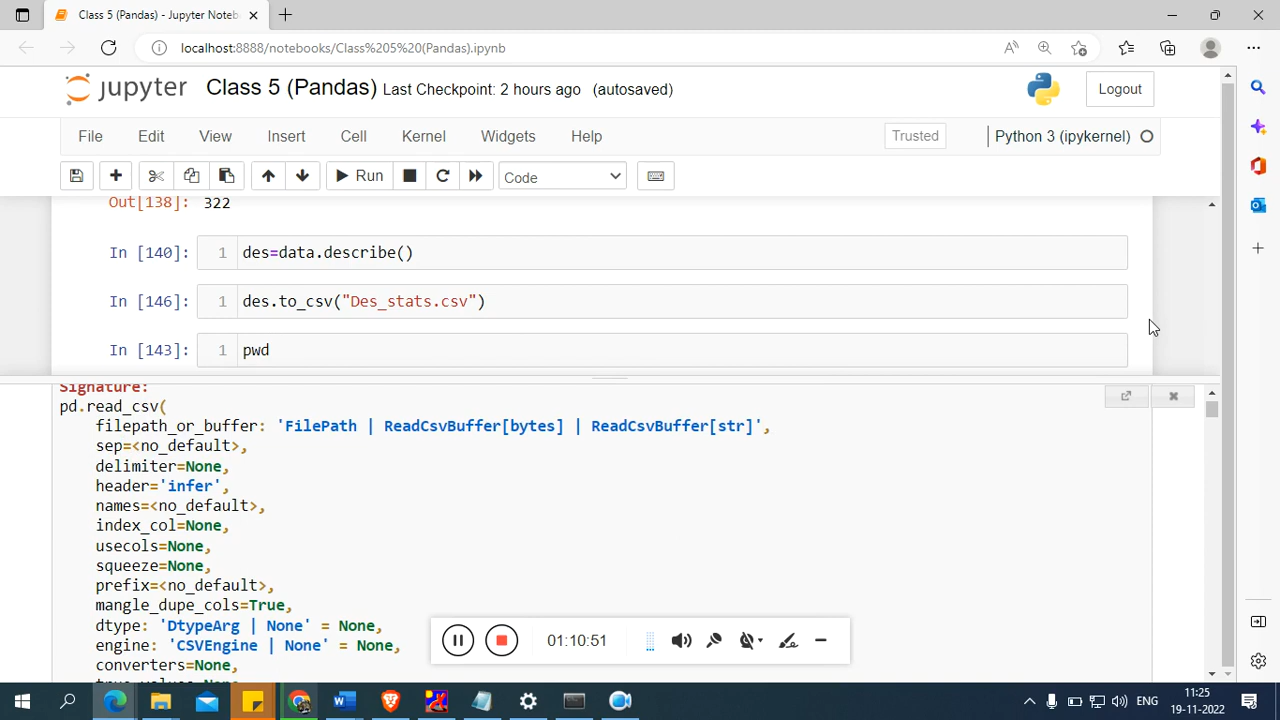 Class 5 (Pandas) - Jupyter Noteb
localhost:8888/notebooks/Class%205%20(Pandas).ipynb
jupyter Class 5 (Pandas) Last Checkpoint: 2 hours ago (autosaved)
Logout
File Edit View Insert Cell Kernel Widgets Help
Trusted Python 3 (ipykernel)
Run Code
Out[138]: 322
In [140]: 1 des=data.describe()
In [146]: 1 des.to_csv("Des_stats.csv")
In [143]: 1 pwd
Signature:
pd.read_csv(
filepath_or_buffer: 'FilePath | ReadCsvBuffer[bytes] | ReadCsvBuffer[str]',
sep=<no_default>,
delimiter=None,
header='infer',
names=<no_default>,
index_col=None,
usecols=None,
squeeze=None,
prefix=<no_default>,
mangle_dupe_cols=True,
dtype: 'DtypeArg | None' = None,
engine: 'CSVEngine | None' = None,
converters=None,
01:10:51
ENG
11:25
19-11-2022